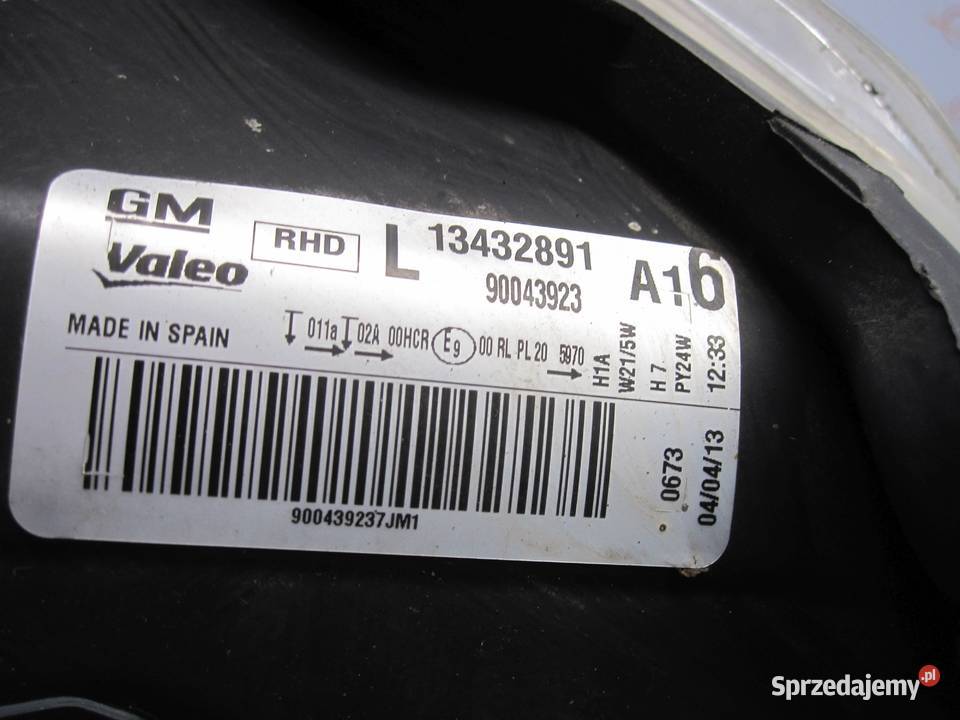 GM
Valeo
RHD
L
13432891
90043923
A16
MADE IN SPAIN
011a 02A 00HCR E9 00 RL PL 20 5970
H1A
W21/5W
H 7
PY24W
12:33
0673
04/04/13
900439237JM1
Sprzedajemy.pl